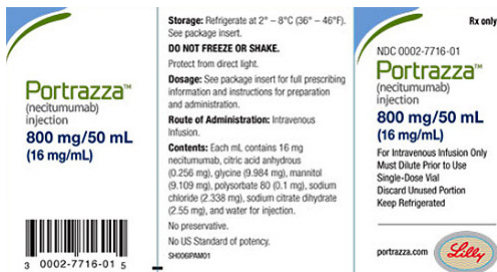 Portrazza™
(necitumumab)
injection
800 mg/50 mL
(16 mg/mL)
3 0002-7716-01 5
Storage: Refrigerate at 2° – 8°C (36° – 46°F).
See package insert.
DO NOT FREEZE OR SHAKE.
Protect from direct light.
Dosage: See package insert for full prescribing
information and instructions for preparation
and administration.
Route of Administration: Intravenous
Infusion.
Contents: Each mL contains 16 mg
necitumumab, citric acid anhydrous
(0.256 mg), glycine (9.984 mg), mannitol
(9.109 mg), polysorbate 80 (0.1 mg), sodium
chloride (2.338 mg), sodium citrate dihydrate
(2.55 mg), and water for injection.
No preservative.
No US Standard of potency.
SH006IPAM01
Rx only
NDC 0002-7716-01
Portrazza™
(necitumumab)
injection
800 mg/50 mL
(16 mg/mL)
For Intravenous Infusion Only
Must Dilute Prior to Use
Single-Dose Vial
Discard Unused Portion
Keep Refrigerated
portrazza.com
Lilly